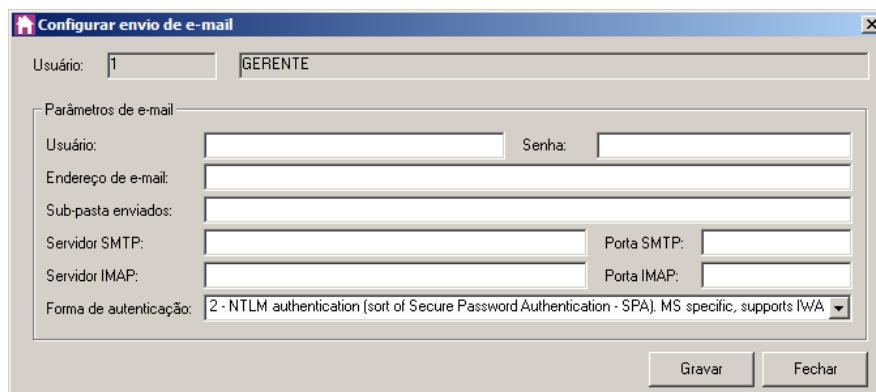 Configurar envio de e-mail
Usuário: 1 GERENTE
Parâmetros de e-mail
Usuário: Senha:
Endereço de e-mail:
Sub-pasta enviados:
Servidor SMTP: Porta SMTP:
Servidor IMAP: Porta IMAP:
Forma de autenticação: 2 - NTLM authentication (sort of Secure Password Authentication - SPA). MS specific, supports IWA
Gravar Fechar